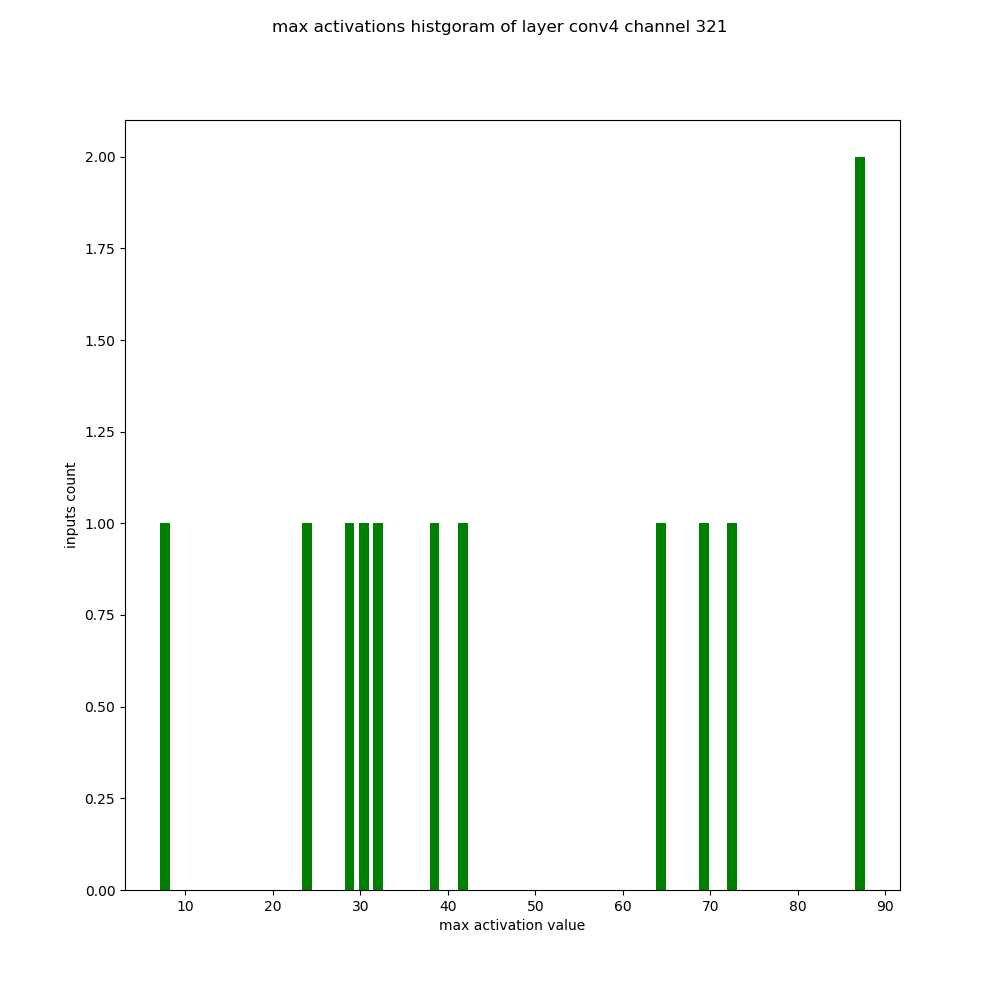 max activations histgoram of layer conv4 channel 321
2.00
1.75
1.50
1.25
1.00
0.75
0.50
0.25
0.00
inputs count
10 20 30 40 50 60 70 80 90
max activation value